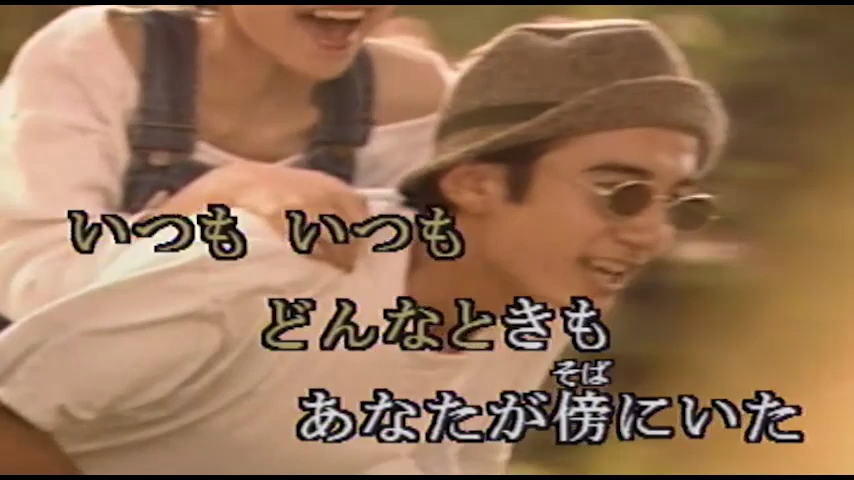 いつも いつも
どんなときも
そば
あなたが傍にいた